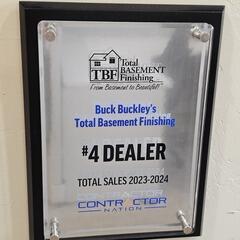 TBF
Total
BASEMENT
Finishing
From Basement to Beautiful!
Buck Buckley's
Total Basement Finishing
#4 DEALER
TOTAL SALES 2023-2024
CONTRACTOR
NATION